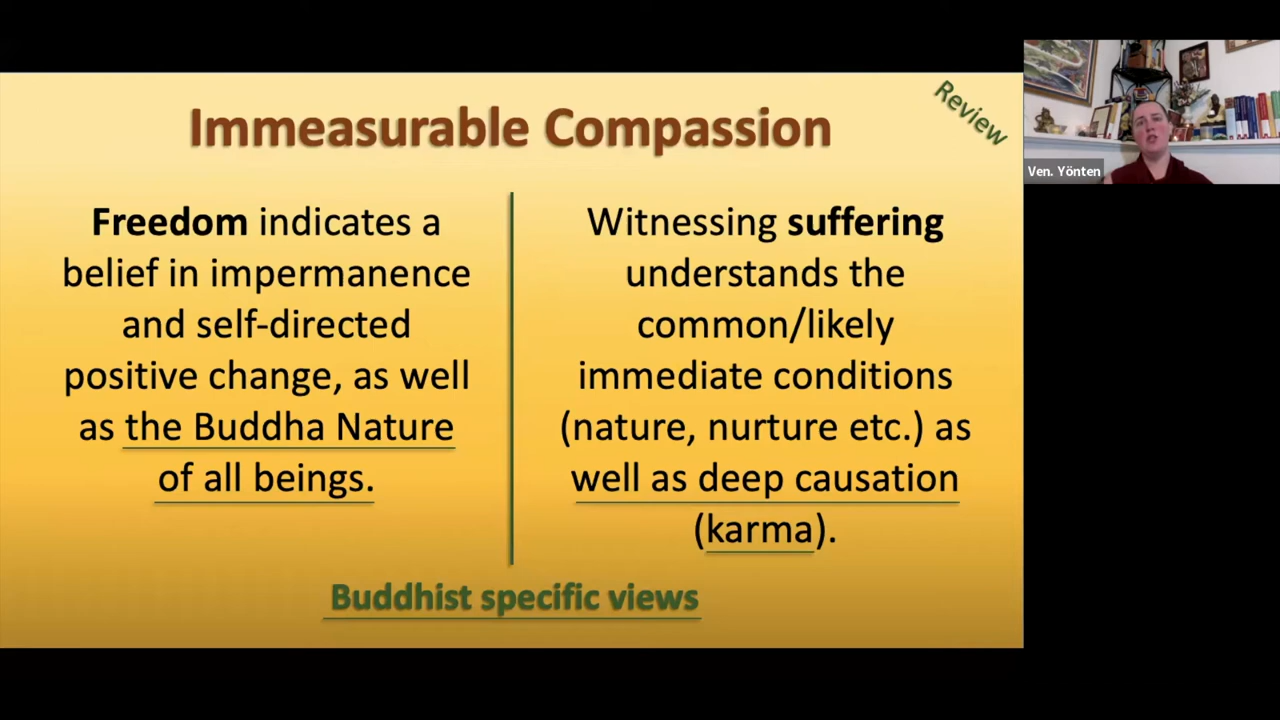 Immeasurable Compassion
Review
Freedom indicates a
belief in impermanence
and self-directed
positive change, as well
as the Buddha Nature
of all beings.
Witnessing suffering
understands the
common/likely
immediate conditions
(nature, nurture etc.) as
well as deep causation
(karma).
Buddhist specific views
Ven. Yönten